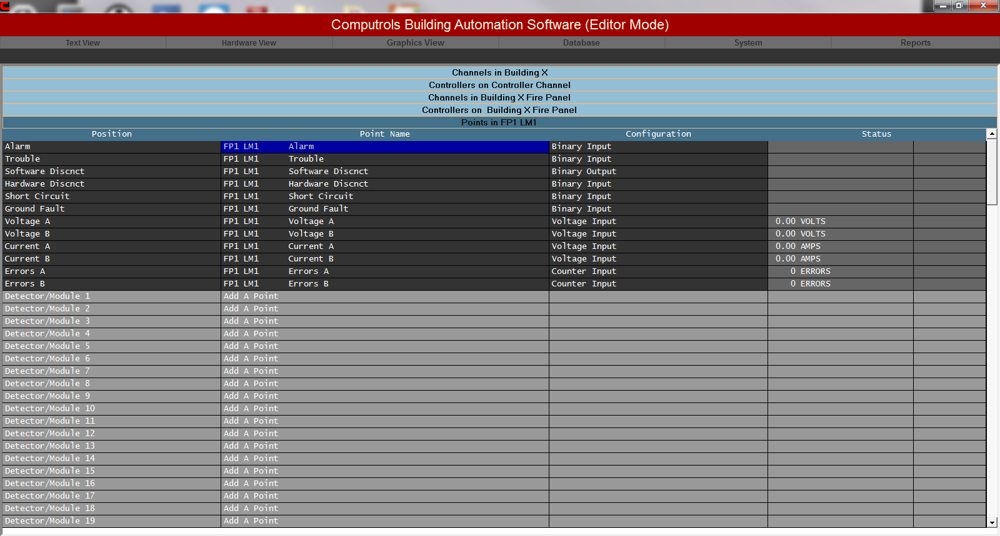 Computrols Building Automation Software (Editor Mode)
Text View Hardware View Graphics View Database System Reports
Channels in Building X
Controllers on Controller Channel
Channels in Building X Fire Panel
Controllers on Building X Fire Panel
Points in FP1 LM1
Position Point Name Configuration Status
Alarm FP1 LM1 Alarm Binary Input
Trouble FP1 LM1 Trouble Binary Input
Software Discnct FP1 LM1 Software Discnct Binary Output
Hardware Discnct FP1 LM1 Hardware Discnct Binary Input
Short Circuit FP1 LM1 Short Circuit Binary Input
Ground Fault FP1 LM1 Ground Fault Binary Input
Voltage A FP1 LM1 Voltage A Voltage Input 0.00 VOLTS
Voltage B FP1 LM1 Voltage B Voltage Input 0.00 VOLTS
Current A FP1 LM1 Current A Voltage Input 0.00 AMPS
Current B FP1 LM1 Current B Voltage Input 0.00 AMPS
Errors A FP1 LM1 Errors A Counter Input 0 ERRORS
Errors B FP1 LM1 Errors B Counter Input 0 ERRORS
Detector/Module 1 Add A Point
Detector/Module 2 Add A Point
Detector/Module 3 Add A Point
Detector/Module 4 Add A Point
Detector/Module 5 Add A Point
Detector/Module 6 Add A Point
Detector/Module 7 Add A Point
Detector/Module 8 Add A Point
Detector/Module 9 Add A Point
Detector/Module 10 Add A Point
Detector/Module 11 Add A Point
Detector/Module 12 Add A Point
Detector/Module 13 Add A Point
Detector/Module 14 Add A Point
Detector/Module 15 Add A Point
Detector/Module 16 Add A Point
Detector/Module 17 Add A Point
Detector/Module 18 Add A Point
Detector/Module 19 Add A Point